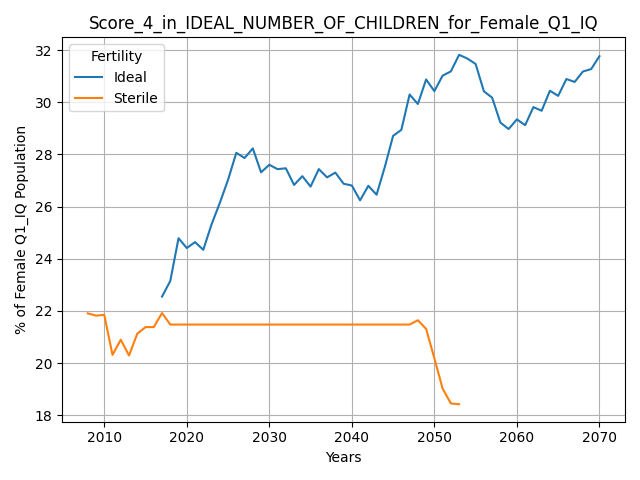 Score_4_in_IDEAL_NUMBER_OF_CHILDREN_for_Female_Q1_IQ
Fertility
Ideal
Sterile
% of Female Q1_IQ Population
32
30
28
26
24
22
20
18
2010 2020 2030 2040 2050 2060 2070
Years